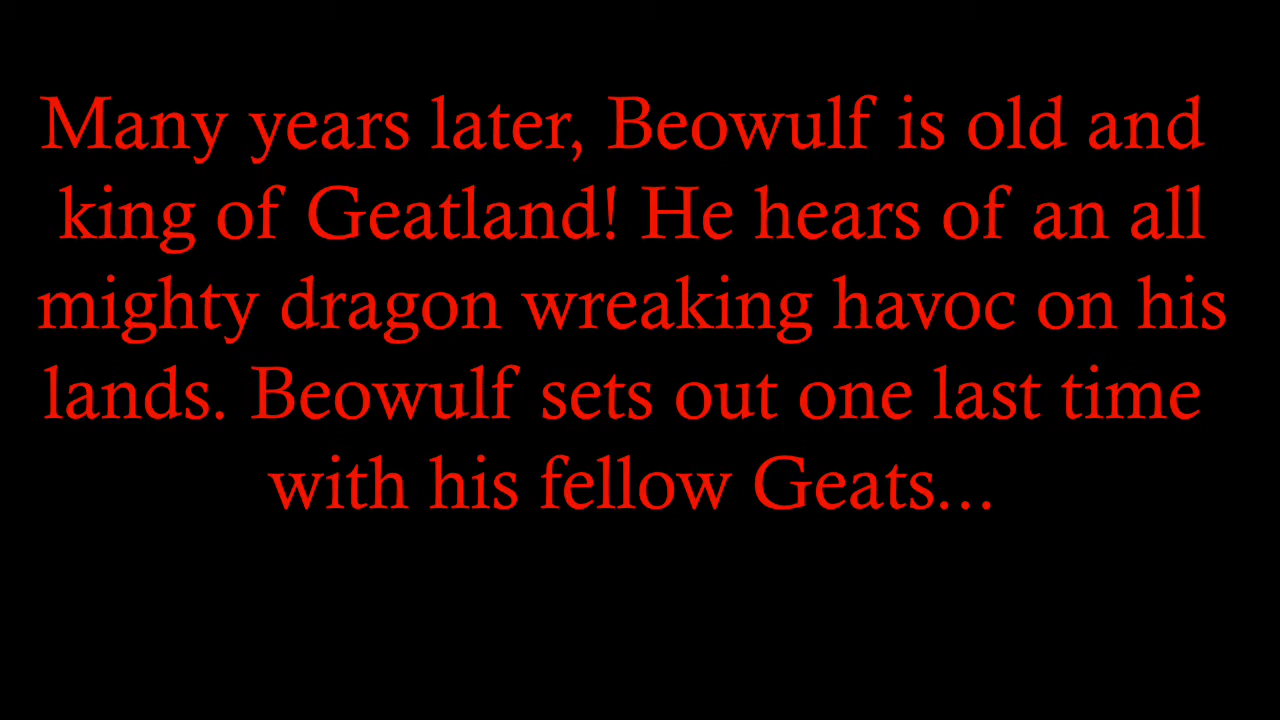 Many years later, Beowulf is old and
king of Geatland! He hears of an all
mighty dragon wreaking havoc on his
lands. Beowulf sets out one last time
with his fellow Geats...